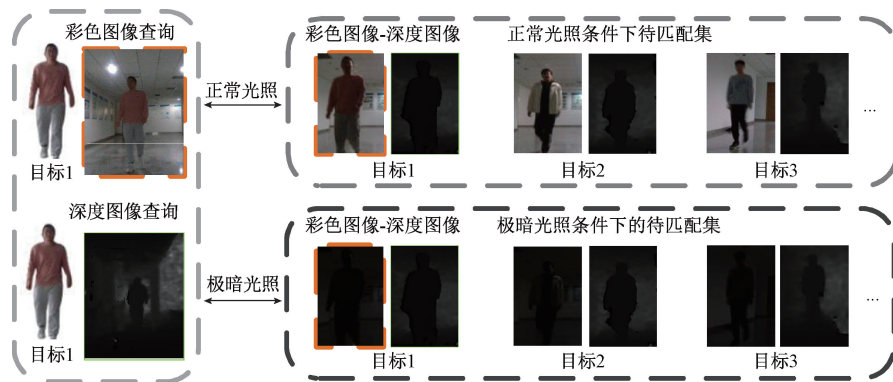 彩色图像查询
目标1
正常光照
彩色图像-深度图像 正常光照条件下待匹配集
目标1 目标2 目标3
...
深度图像查询
目标1
极暗光照
彩色图像-深度图像 极暗光照条件下的待匹配集
目标1 目标2 目标3
...